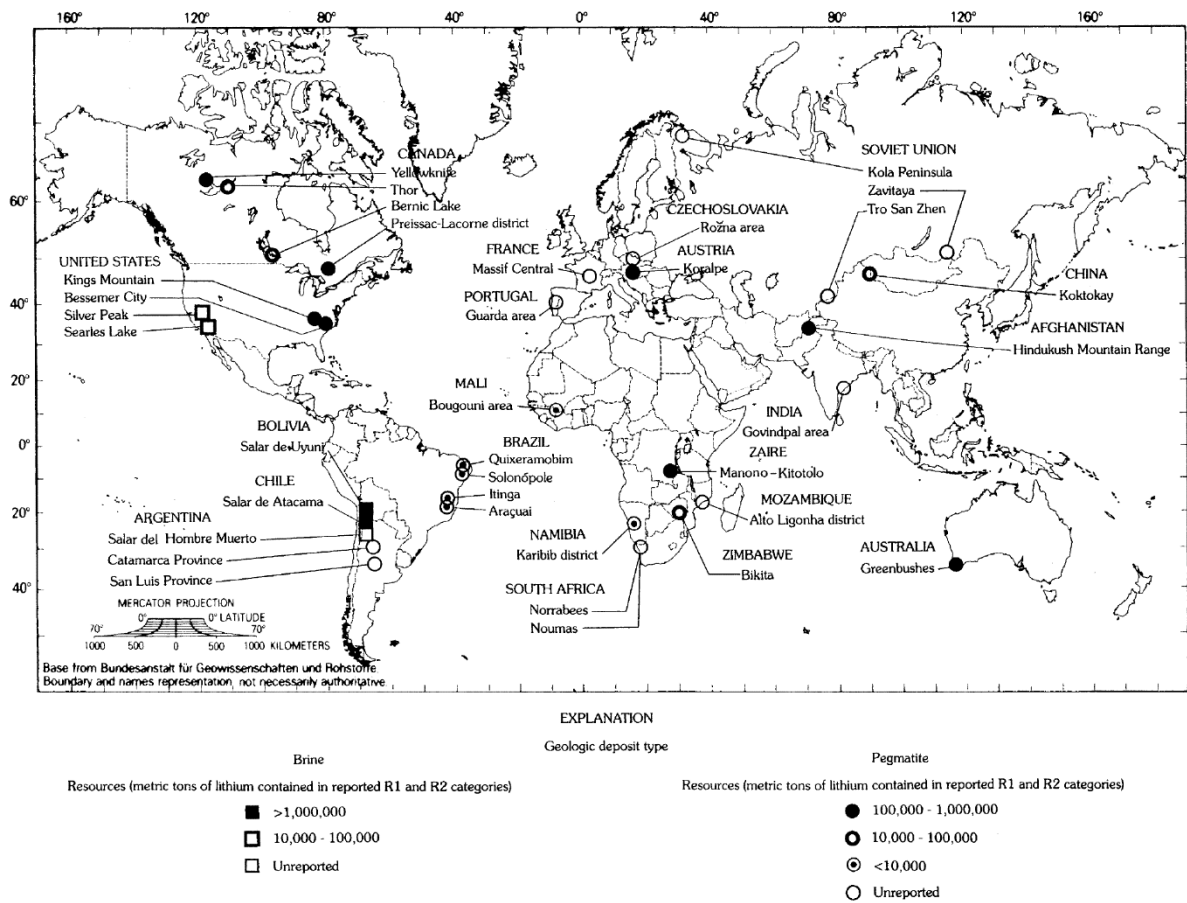 160° 120° 80° 40° 0° 40° 80° 120° 160°
60°
40°
20°
0°
20°
40°
CANADA
Yellowknife
Thor
Bernic Lake
Preissac-Lacorne district
UNITED STATES
Kings Mountain
Bessemer City
Silver Peak
Searles Lake
BOLIVIA
Salar de Uyuni
CHILE
Salar de Atacama
ARGENTINA
Salar del Hombre Muerto
Catamarca Province
San Luis Province
BRAZIL
Quixeramobim
Solonópole
Itinga
Araçuai
MALI
Bougouni area
FRANCE
Massif Central
PORTUGAL
Guarda area
CZECHOSLOVAKIA
Rožna area
AUSTRIA
Koralpe
SOVIET UNION
Kola Peninsula
Zavitaya
Tro San Zhen
CHINA
Koktokay
AFGHANISTAN
Hindukush Mountain Range
INDIA
Govindpal area
ZAIRE
Manono-Kitotolo
MOZAMBIQUE
Alto Ligonha district
NAMIBIA
Karibib district
ZIMBABWE
Bikita
SOUTH AFRICA
Norrabees
Noumas
AUSTRALIA
Greenbushes
MERCATOR PROJECTION
0° 0° LATITUDE
70° 70°
1000 500 0 500 1000 KILOMETERS
Base from Bundesanstalt für Geowissenschaften und Rohstoffe
Boundary and names representation not necessarily authoritative
EXPLANATION
Geologic deposit type
Brine
Resources (metric tons of lithium contained in reported R1 and R2 categories)
>1,000,000
10,000 - 100,000
Unreported
Pegmatite
Resources (metric tons of lithium contained in reported R1 and R2 categories)
100,000 - 1,000,000
10,000 - 100,000
<10,000
Unreported